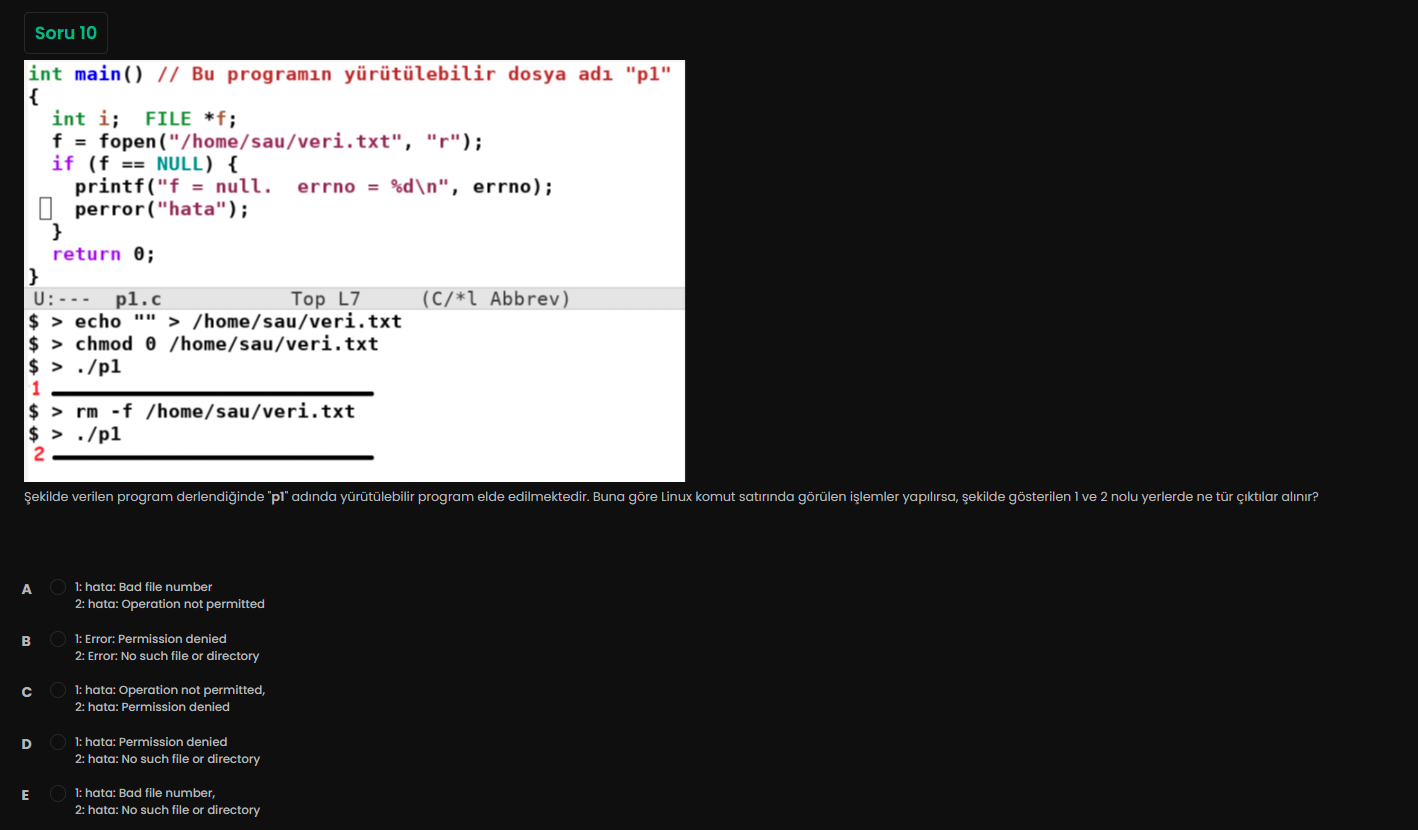 Soru 10
int main() // Bu programın yürütülebilir dosya adı "p1"
{
int i;  FILE *f;
f = fopen("/home/sau/veri.txt", "r");
if (f == NULL) {
printf("f = null.  errno = %d\n", errno);
perror("hata");
}
return 0;
}
U:---  p1.c           Top L7     (C/*l Abbrev)
$ > echo "" > /home/sau/veri.txt
$ > chmod 0 /home/sau/veri.txt
$ > ./p1
1
$ > rm -f /home/sau/veri.txt
$ > ./p1
2
Şekilde verilen program derlendiğinde "p1" adında yürütülebilir program elde edilmektedir. Buna göre Linux komut satırında görülen işlemler yapılırsa, şekilde gösterilen 1 ve 2 nolu yerlerde ne tür çıktılar alınır?
A 1: hata: Bad file number
2: hata: Operation not permitted
B 1: Error: Permission denied
2: Error: No such file or directory
C 1: hata: Operation not permitted,
2: hata: Permission denied
D 1: hata: Permission denied
2: hata: No such file or directory
E 1: hata: Bad file number,
2: hata: No such file or directory